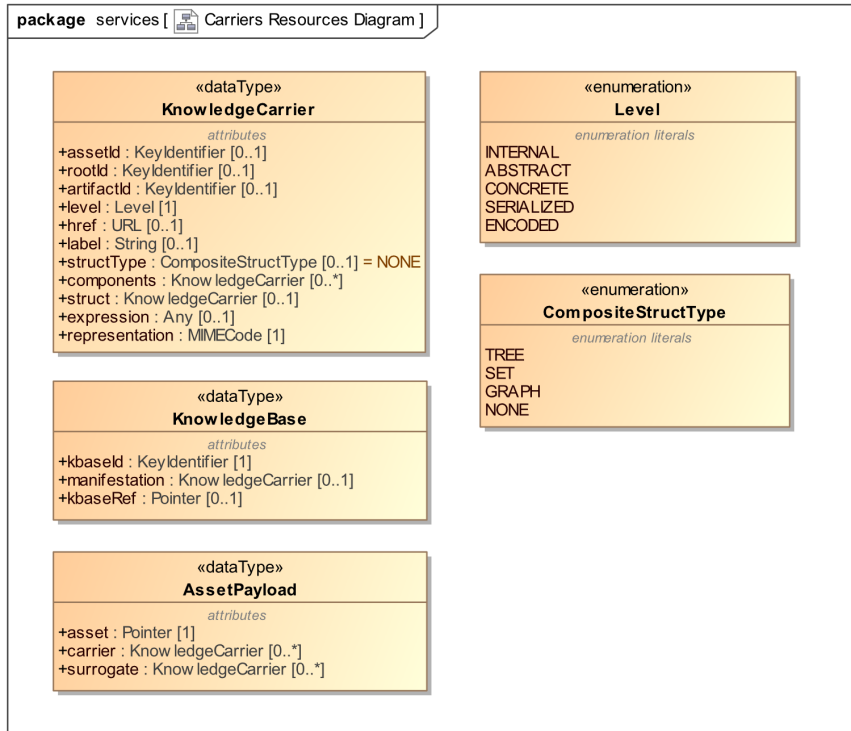 package services [ Carriers Resources Diagram ]
«dataType»
KnowledgeCarrier
attributes
+assetId : KeyIdentifier [0..1]
+rootId : KeyIdentifier [0..1]
+artifactId : KeyIdentifier [0..1]
+level : Level [1]
+href : URL [0..1]
+label : String [0..1]
+structType : CompositeStructType [0..1] = NONE
+components : KnowledgeCarrier [0..*]
+struct : KnowledgeCarrier [0..1]
+expression : Any [0..1]
+representation : MIMECode [1]
«enumeration»
Level
enumeration literals
INTERNAL
ABSTRACT
CONCRETE
SERIALIZED
ENCODED
«enumeration»
CompositeStructType
enumeration literals
TREE
SET
GRAPH
NONE
«dataType»
KnowledgeBase
attributes
+kbaseId : KeyIdentifier [1]
+manifestation : KnowledgeCarrier [0..1]
+kbaseRef : Pointer [0..1]
«dataType»
AssetPayload
attributes
+asset : Pointer [1]
+carrier : KnowledgeCarrier [0..*]
+surrogate : KnowledgeCarrier [0..*]